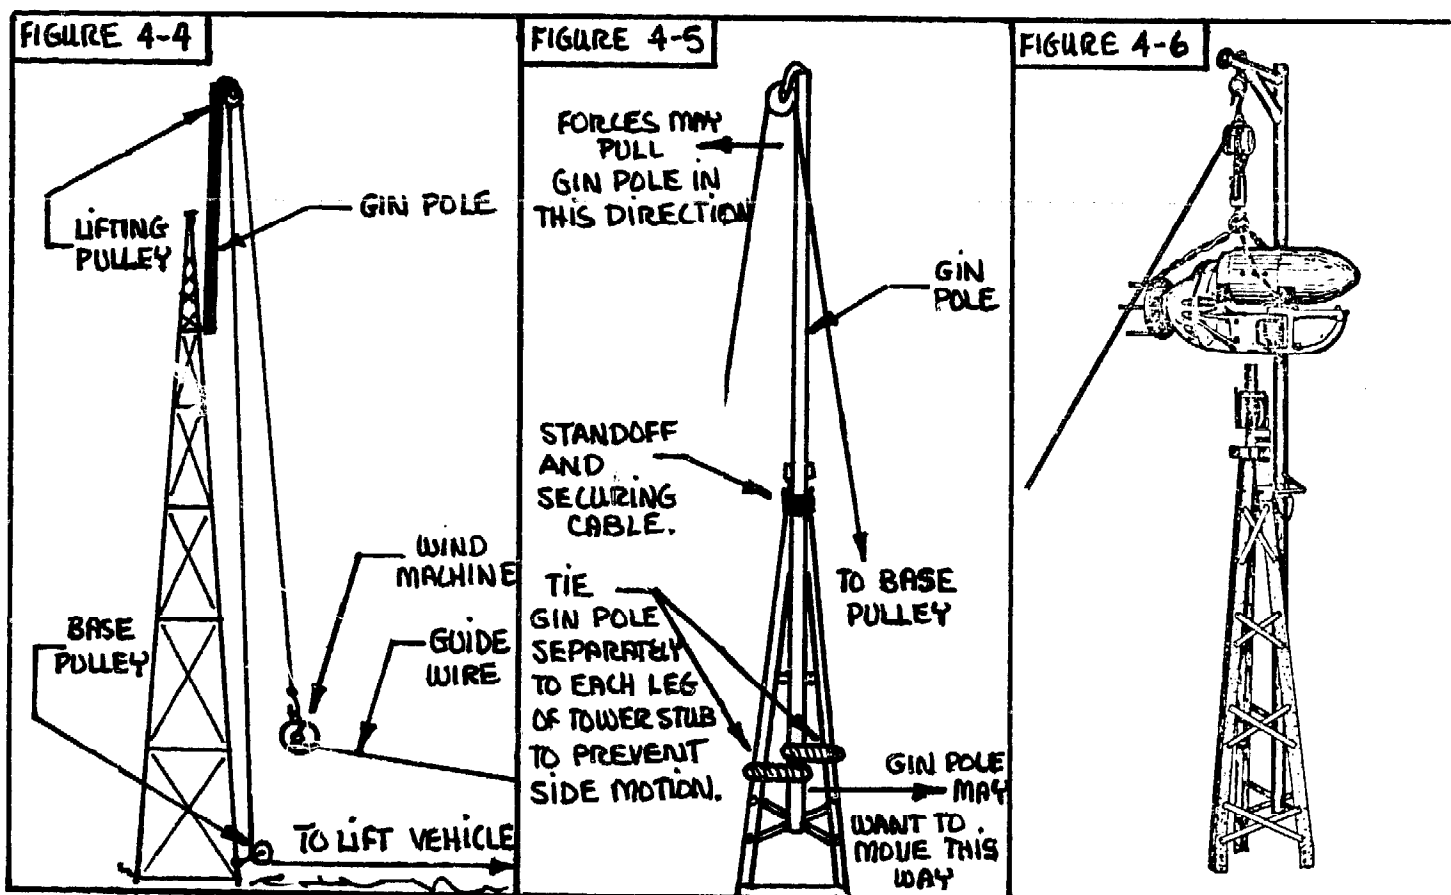 FIGURE 4-4
LIFTING
PULLEY
GIN POLE
WIND
MACHINE
BASE
PULLEY
GUIDE
WIRE
TO LIFT VEHICLE
FIGURE 4-5
FORCES MAY
PULL
GIN POLE IN
THIS DIRECTION
GIN
POLE
STANDOFF
AND
SECURING
CABLE.
TO BASE
PULLEY
TIE
GIN POLE
SEPARATELY
TO EACH LEG
OF TOWER STUB
TO PREVENT
SIDE MOTION.
GIN POLE
MAY
WANT TO
MOVE THIS
WAY
FIGURE 4-6